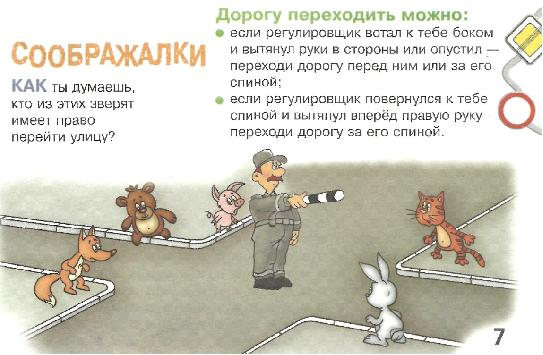 СООБРАЖАЛКИ
КАК ты думаешь,
кто из этих зверят
имеет право
перейти улицу?
Дорогу переходить можно:
если регулировщик встал к тебе боком
и вытянул руки в стороны или опустил —
переходи дорогу перед ним или за его
спиной;
если регулировщик повернулся к тебе
спиной и вытянул вперёд правую руку
переходи дорогу за его спиной.
7